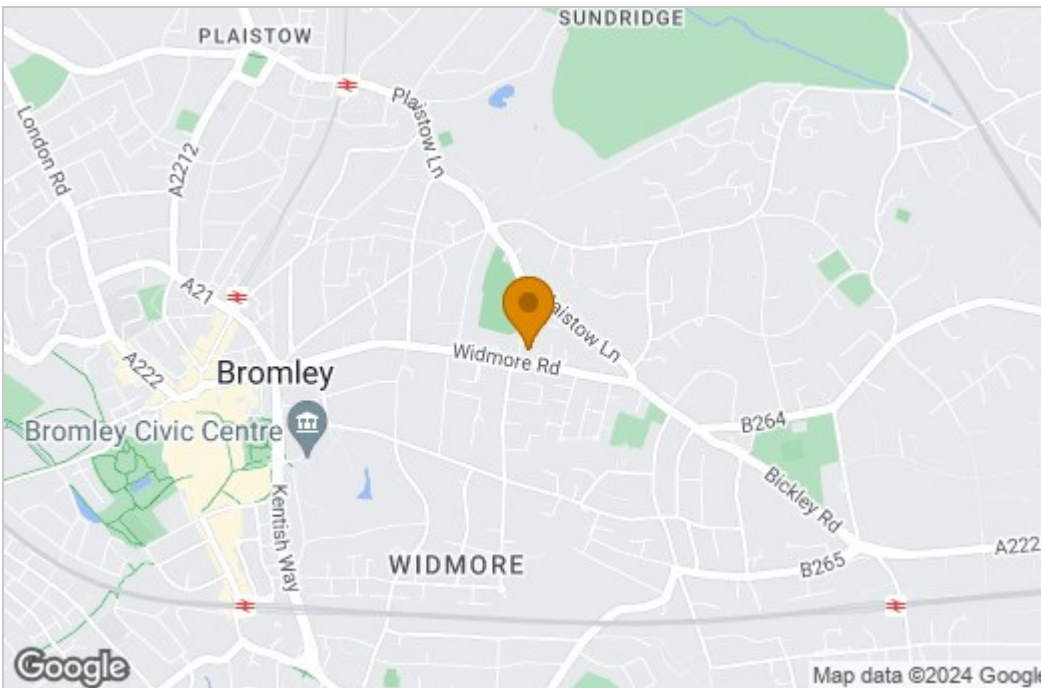 SUNDRIDGE
PLAISTOW
Plaistow Ln
London Rd
A2212
A21
Plaistow Ln
Widmore Rd
A222
Bromley
B264
Bromley Civic Centre
Bickley Rd
Kentish Way
A222
B265
WIDMORE
Google
Map data ©2024 Google